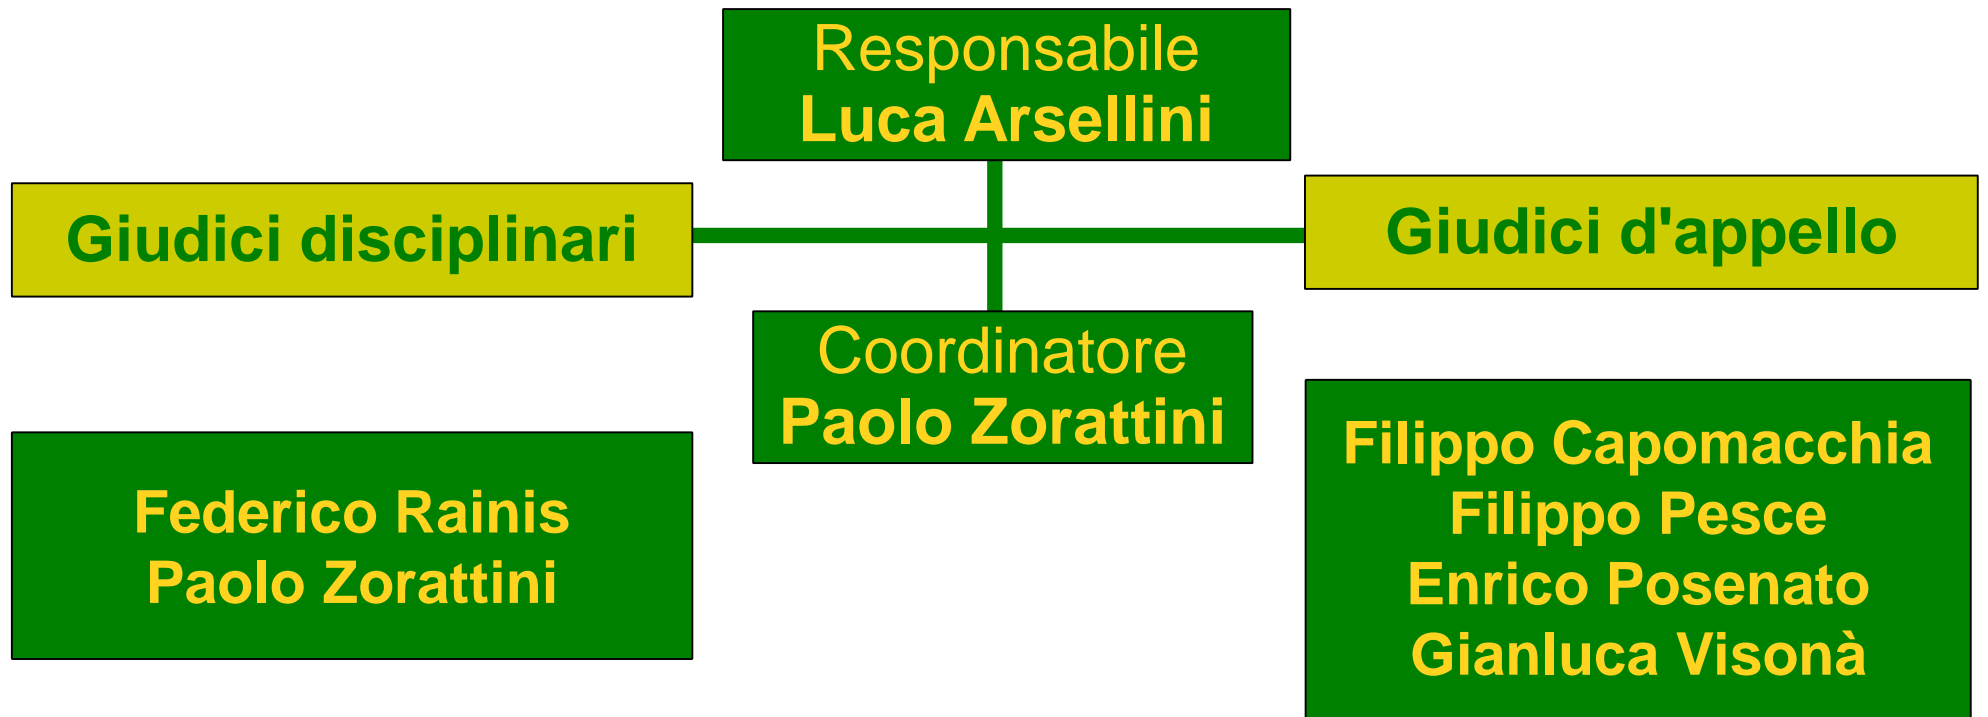 Responsabile
Luca Arsellini
Giudici disciplinari
Giudici d'appello
Coordinatore
Paolo Zorattini
Federico Rainis
Paolo Zorattini
Filippo Capomacchia
Filippo Pesce
Enrico Posenato
Gianluca Visonà